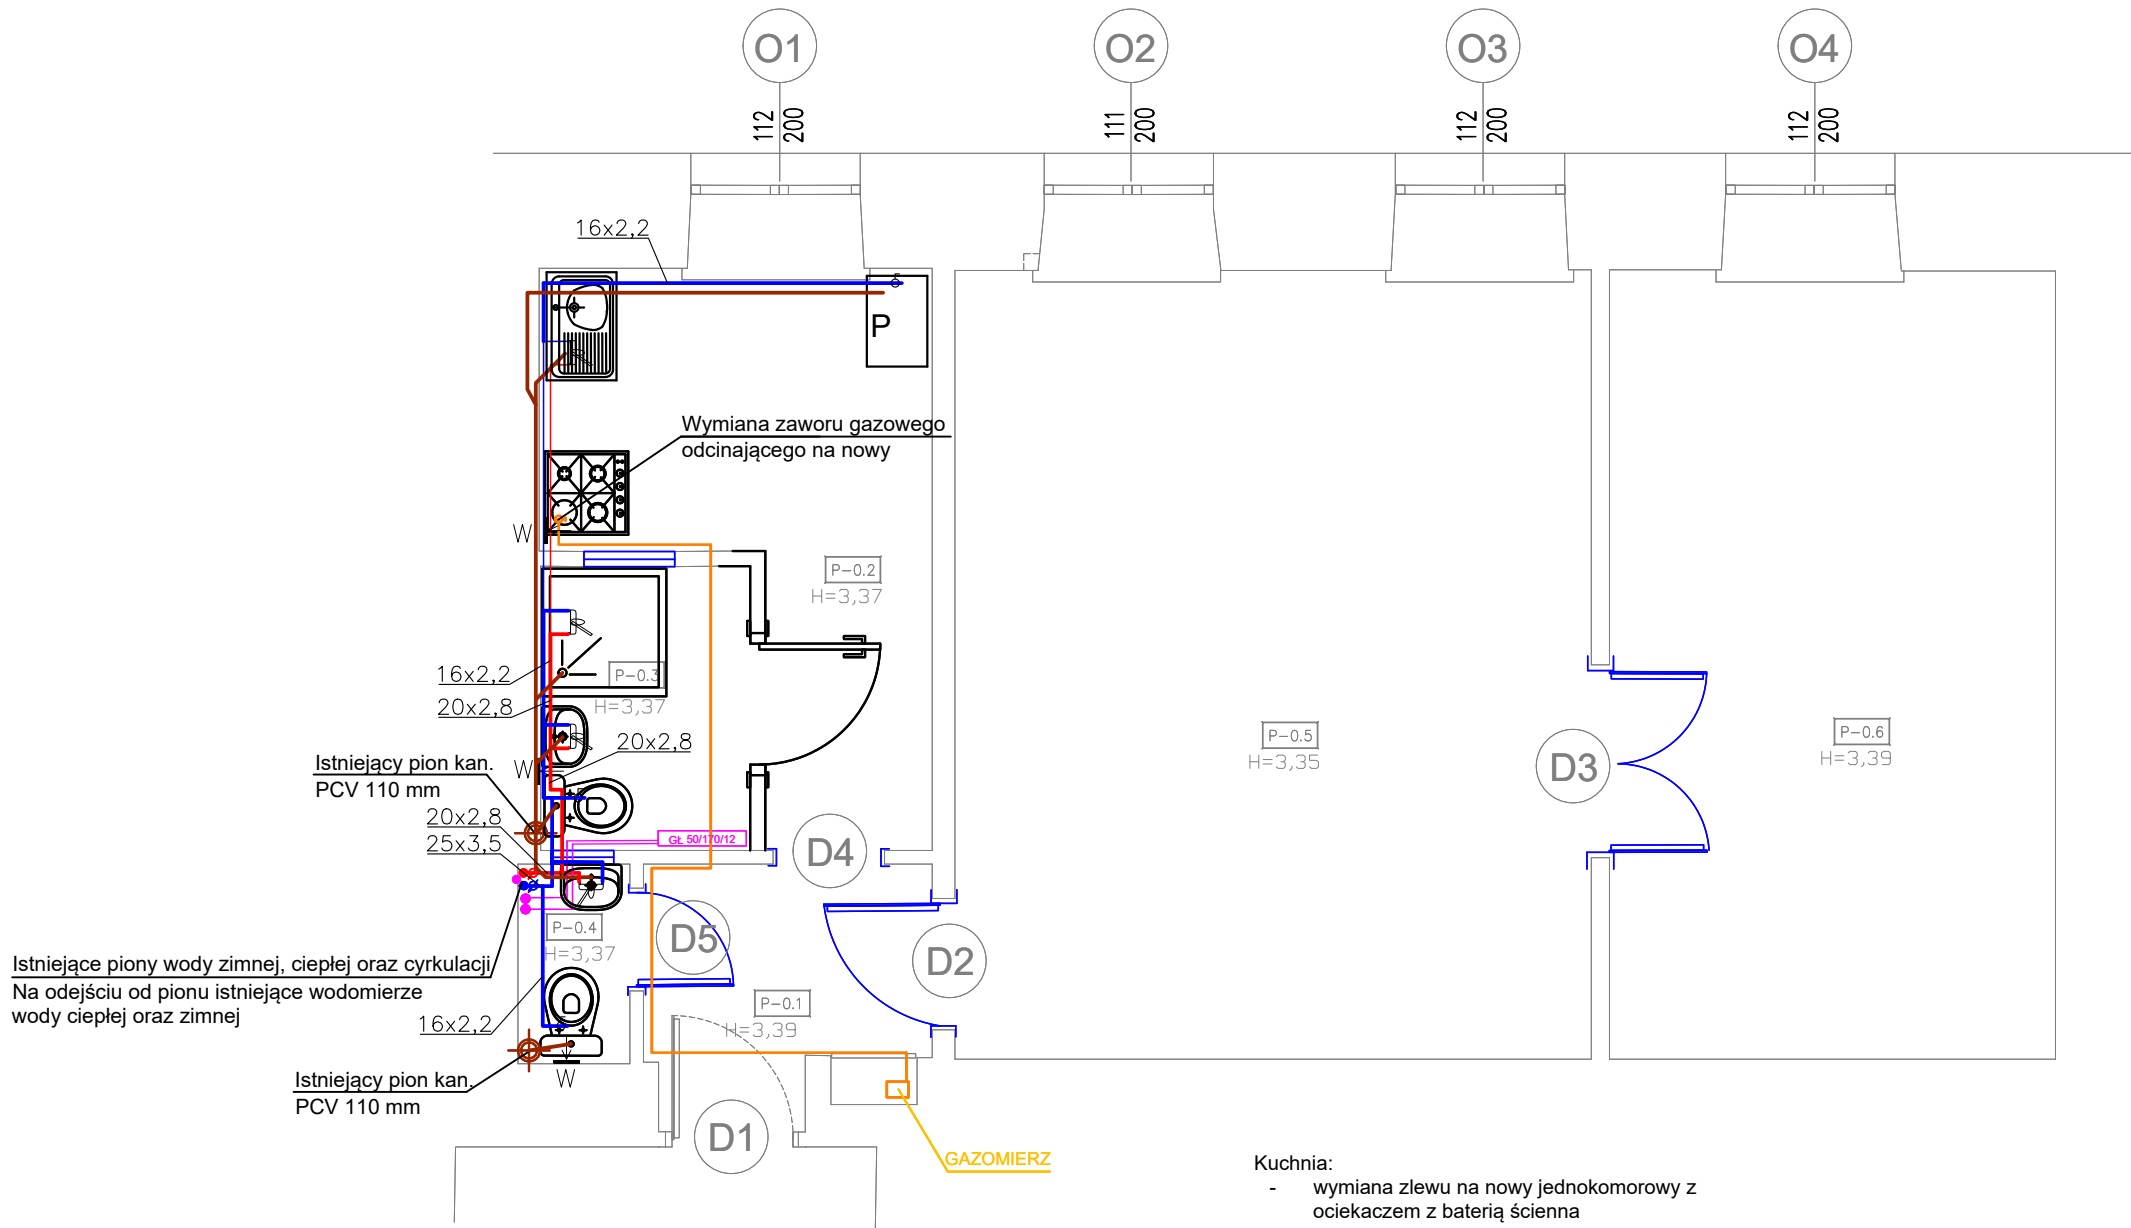 O1
O2
O3
O4
112
200
111
200
112
200
112
200
16x2,2
P
Wymiana zaworu gazowego
odcinającego na nowy
W
P-0.2
H=3,37
16x2,2
P-0.3
H=3,37
20x2,8
20x2,8
Istniejący pion kan.
PCV 110 mm
W
P-0.5
H=3,35
D3
P-0.6
H=3,39
20x2,8
25x3,5
GŁ 50/170/12
D4
P-0.4
H=3,37
D5
D2
Istniejące piony wody zimnej, ciepłej oraz cyrkulacji
Na odejściu od pionu istniejące wodomierze
wody ciepłej oraz zimnej
16x2,2
P-0.1
H=3,39
Istniejący pion kan.
PCV 110 mm
W
D1
GAZOMIERZ
Kuchnia:
- wymiana zlewu na nowy jednokomorowy z
ociekaczem z baterią ścienna